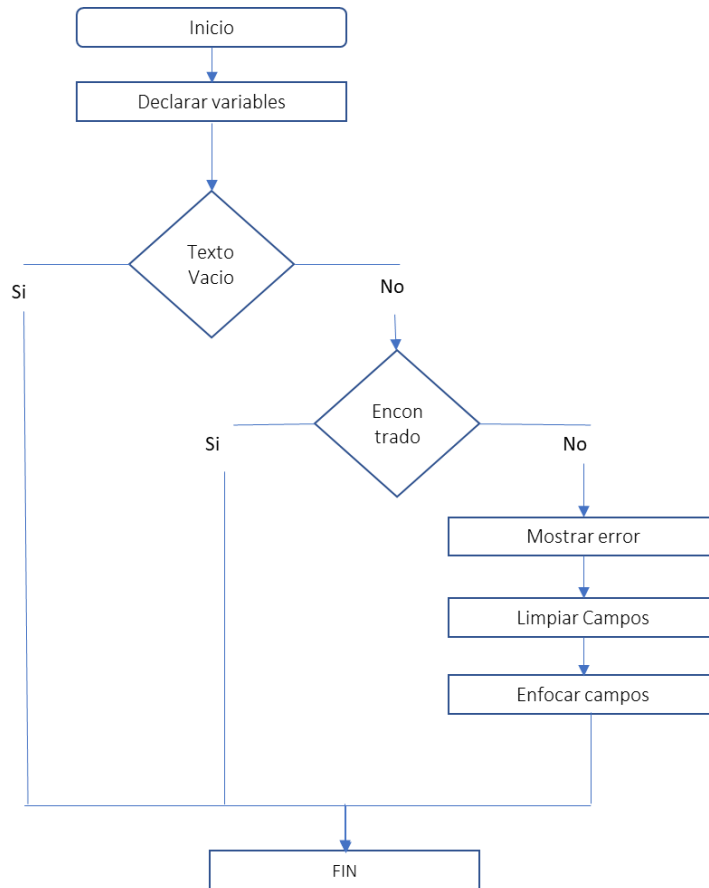 Inicio
Declarar variables
Texto
Vacio
Si
No
Encon
trado
Si
No
Mostrar error
Limpiar Campos
Enfocar campos
FIN